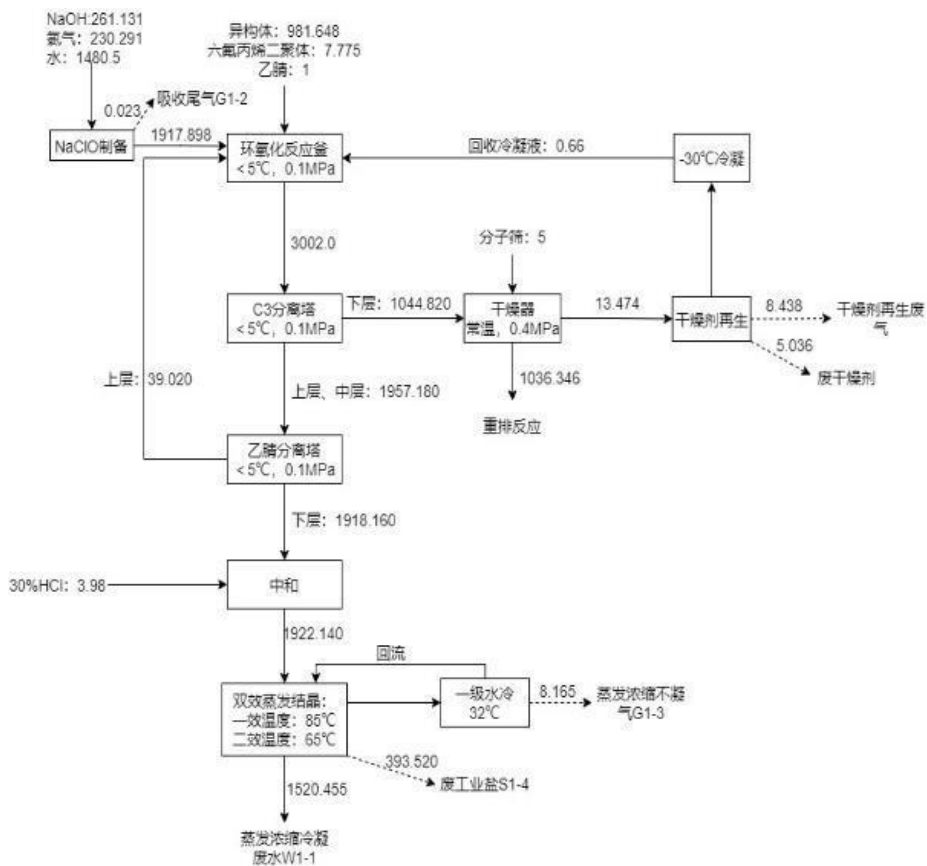 NaOH:261.131
氯气：230.291
水：1480.5
异构体：981.648
六氟丙烯二聚体：7.775
乙腈：1
0.023
吸收尾气G1-2
NaClO制备
1917.898
环氧化反应釜
＜5℃，0.1MPa
回收冷凝液：0.66
-30℃冷凝
3002.0
分子筛：5
C3分离塔
＜5℃，0.1MPa
下层：1044.820
干燥器
常温，0.4MPa
13.474
干燥剂再生
8.438
干燥剂再生废
气
5.036
废干燥剂
1036.346
重排反应
上层：39.020
上层、中层：1957.180
乙腈分离塔
＜5℃，0.1MPa
下层：1918.160
30%HCl：3.98
中和
1922.140
回流
双效蒸发结晶：
一效温度：85℃
二效温度：65℃
一级水冷
32℃
8.165
蒸发浓缩不凝
气G1-3
393.520
废工业盐S1-4
1520.455
蒸发浓缩冷凝
废水W1-1